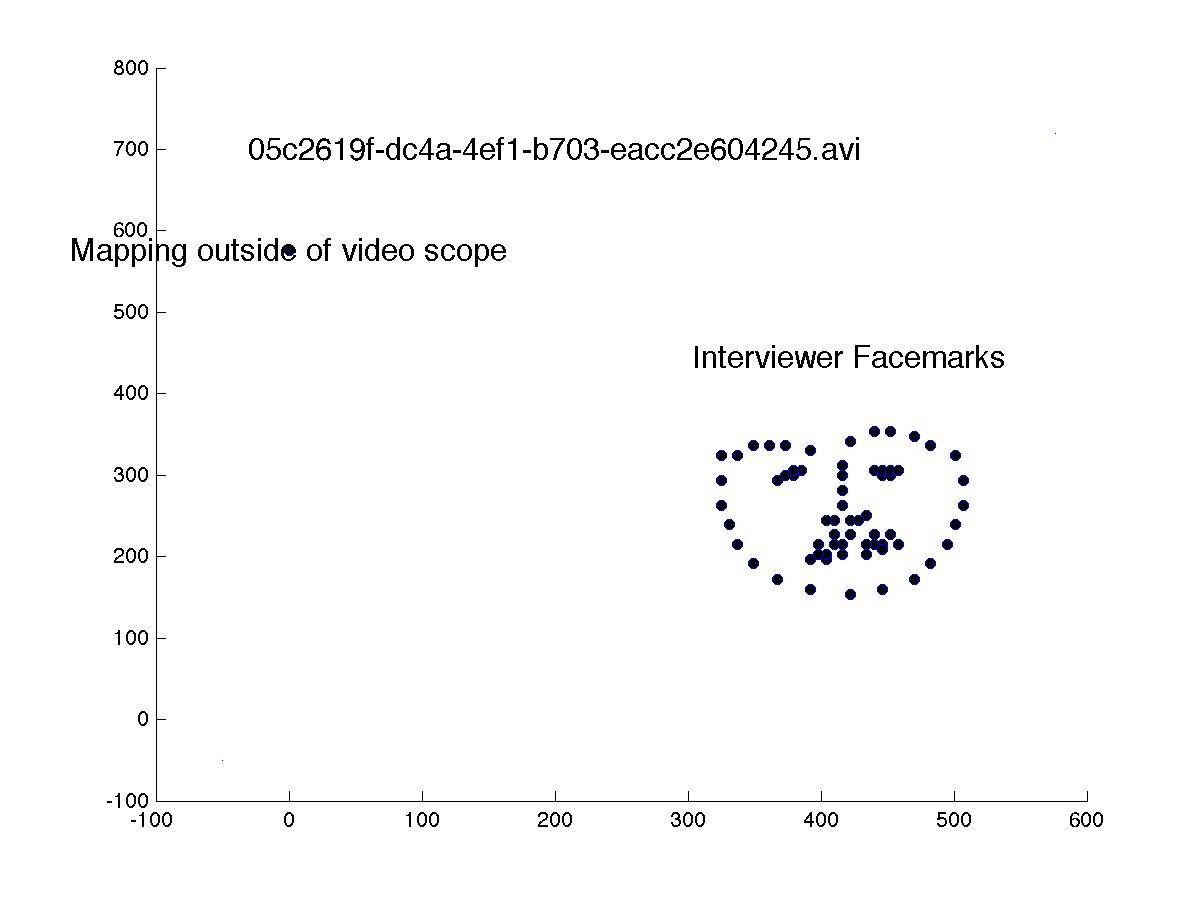 800
700
05c2619f-dc4a-4ef1-b703-eacc2e604245.avi
600
Mapping outside of video scope
500
Interviewer Facemarks
400
300
200
100
0
-100
-100 0 100 200 300 400 500 600